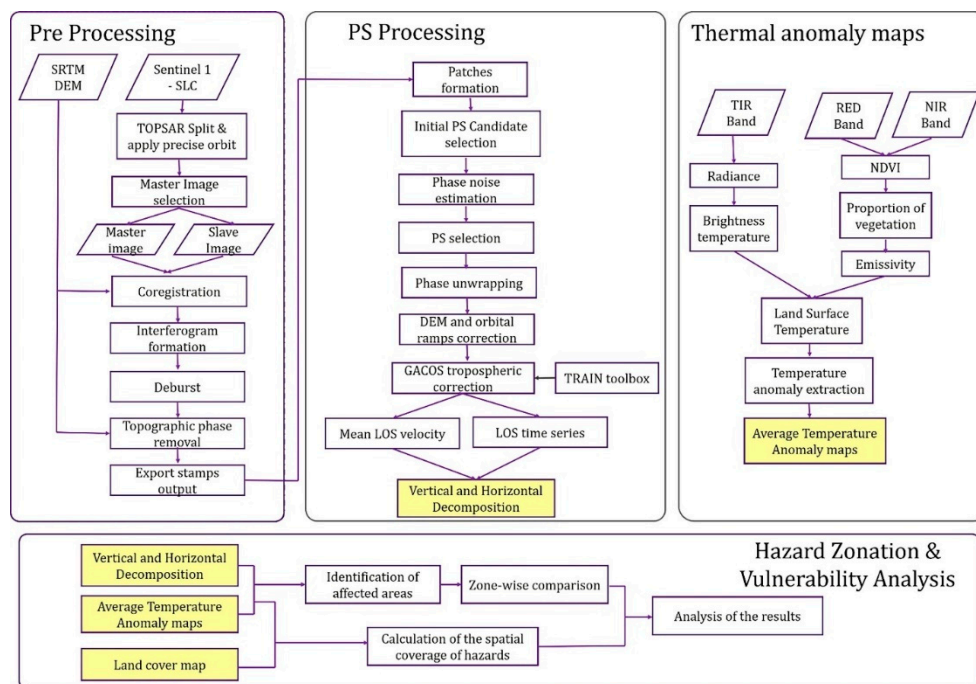 Pre Processing
SRTM
DEM
Sentinel 1
- SLC
TOPSAR Split &
apply precise orbit
Master Image
selection
Master
image
Slave
Image
Coregistration
Interferogram
formation
Deburst
Topographic phase
removal
Export stamps
output
PS Processing
Patches
formation
Initial PS Candidate
selection
Phase noise
estimation
PS selection
Phase unwrapping
DEM and orbital
ramps correction
GACOS tropospheric
correction
TRAIN toolbox
Mean LOS velocity
LOS time series
Vertical and Horizontal
Decomposition
Thermal anomaly maps
TIR
Band
RED
Band
NIR
Band
Radiance
NDVI
Brightness
temperature
Proportion of
vegetation
Emissivity
Land Surface
Temperature
Temperature
anomaly extraction
Average Temperature
Anomaly maps
Hazard Zonation &
Vulnerability Analysis
Vertical and Horizontal
Decomposition
Average Temperature
Anomaly maps
Land cover map
Identification of
affected areas
Zone-wise comparison
Calculation of the spatial
coverage of hazards
Analysis of the results